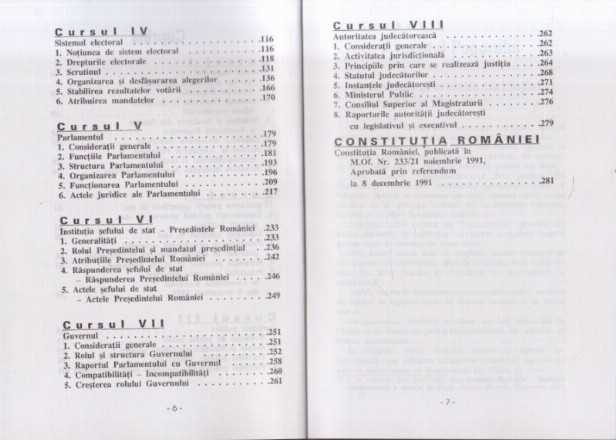 Cursul IV
Sistemul electoral . . . . . . . . . . . . . . . . . .116
1. Noţiunea de sistem electoral . . . . . . . . . . .116
2. Drepturile electorale . . . . . . . . . . . . . . .118
3. Scrutinul . . . . . . . . . . . . . . . . . . . . .131
4. Organizarea şi desfăşurarea alegerilor . . . . . .136
5. Stabilirea rezultatelor votării . . . . . . . . . .166
6. Atribuirea mandatelor . . . . . . . . . . . . . . .170
Cursul V
Parlamentul . . . . . . . . . . . . . . . . . . . . .179
1. Consideraţii generale . . . . . . . . . . . . . . .179
2. Funcţiile Parlamentului . . . . . . . . . . . . . .181
3. Structura Parlamentului . . . . . . . . . . . . . .193
4. Organizarea Parlamentului . . . . . . . . . . . . .196
5. Funcţionarea Parlamentului . . . . . . . . . . . .209
6. Actele juridice ale Parlamentului . . . . . . . . .217
Cursul VI
Instituţia şefului de stat – Preşedintele României .233
1. Generalităţi . . . . . . . . . . . . . . . . . . .233
2. Rolul Preşedintelui şi mandatul preşedinţial . . .236
3. Atribuţiile Preşedintelui României . . . . . . . .242
4. Răspunderea şefului de stat
– Răspunderea Preşedintelui României . . . . . . .246
5. Actele şefului de stat
– Actele Preşedintelui României . . . . . . . . . .249
Cursul VII
Guvernul . . . . . . . . . . . . . . . . . . . . . .251
1. Consideraţii generale . . . . . . . . . . . . . . .251
2. Rolul şi structura Guvernului . . . . . . . . . . .252
3. Raportul Parlamentului cu Guvernul . . . . . . . .258
4. Compatibilităţi – Incompatibilităţi . . . . . . . .260
5. Creşterea rolului Guvernului . . . . . . . . . . .261
- 6 -
Cursul VIII
Autoritatea judecătorească . . . . . . . . . . . . .262
1. Consideraţii generale . . . . . . . . . . . . . . .262
2. Activitatea jurisdicţională . . . . . . . . . . . .263
3. Principiile prin care se realizează justiţia . . .264
4. Statutul judecătorilor . . . . . . . . . . . . . .268
5. Instanţele judecătoreşti . . . . . . . . . . . . .271
6. Ministerul Public . . . . . . . . . . . . . . . . .274
7. Consiliul Superior al Magistraturii . . . . . . . .276
8. Raporturile autorităţii judecătoreşti
cu legislativul şi executivul . . . . . . . . . . .279
CONSTITUŢIA ROMÂNIEI
Constituţia României, publicată în
M.Of. Nr. 233/21 noiembrie 1991,
Aprobată prin referendum
la 8 decembrie 1991 . . . . . . . . . . . . . . . .281
- 7 -